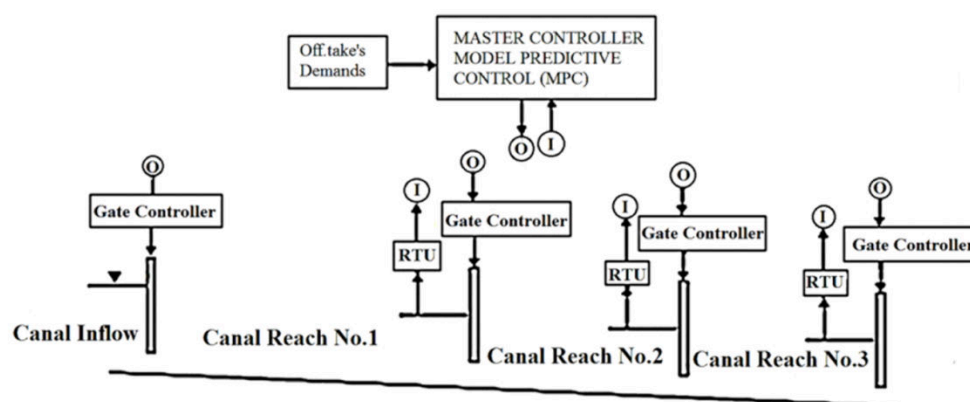 Off.take's
Demands
MASTER CONTROLLER
MODEL PREDICTIVE
CONTROL (MPC)
O
I
O
Gate Controller
Canal Inflow
Canal Reach No.1
I
RTU
O
Gate Controller
Canal Reach No.2
I
RTU
O
Gate Controller
Canal Reach No.3
I
RTU
O
Gate Controller